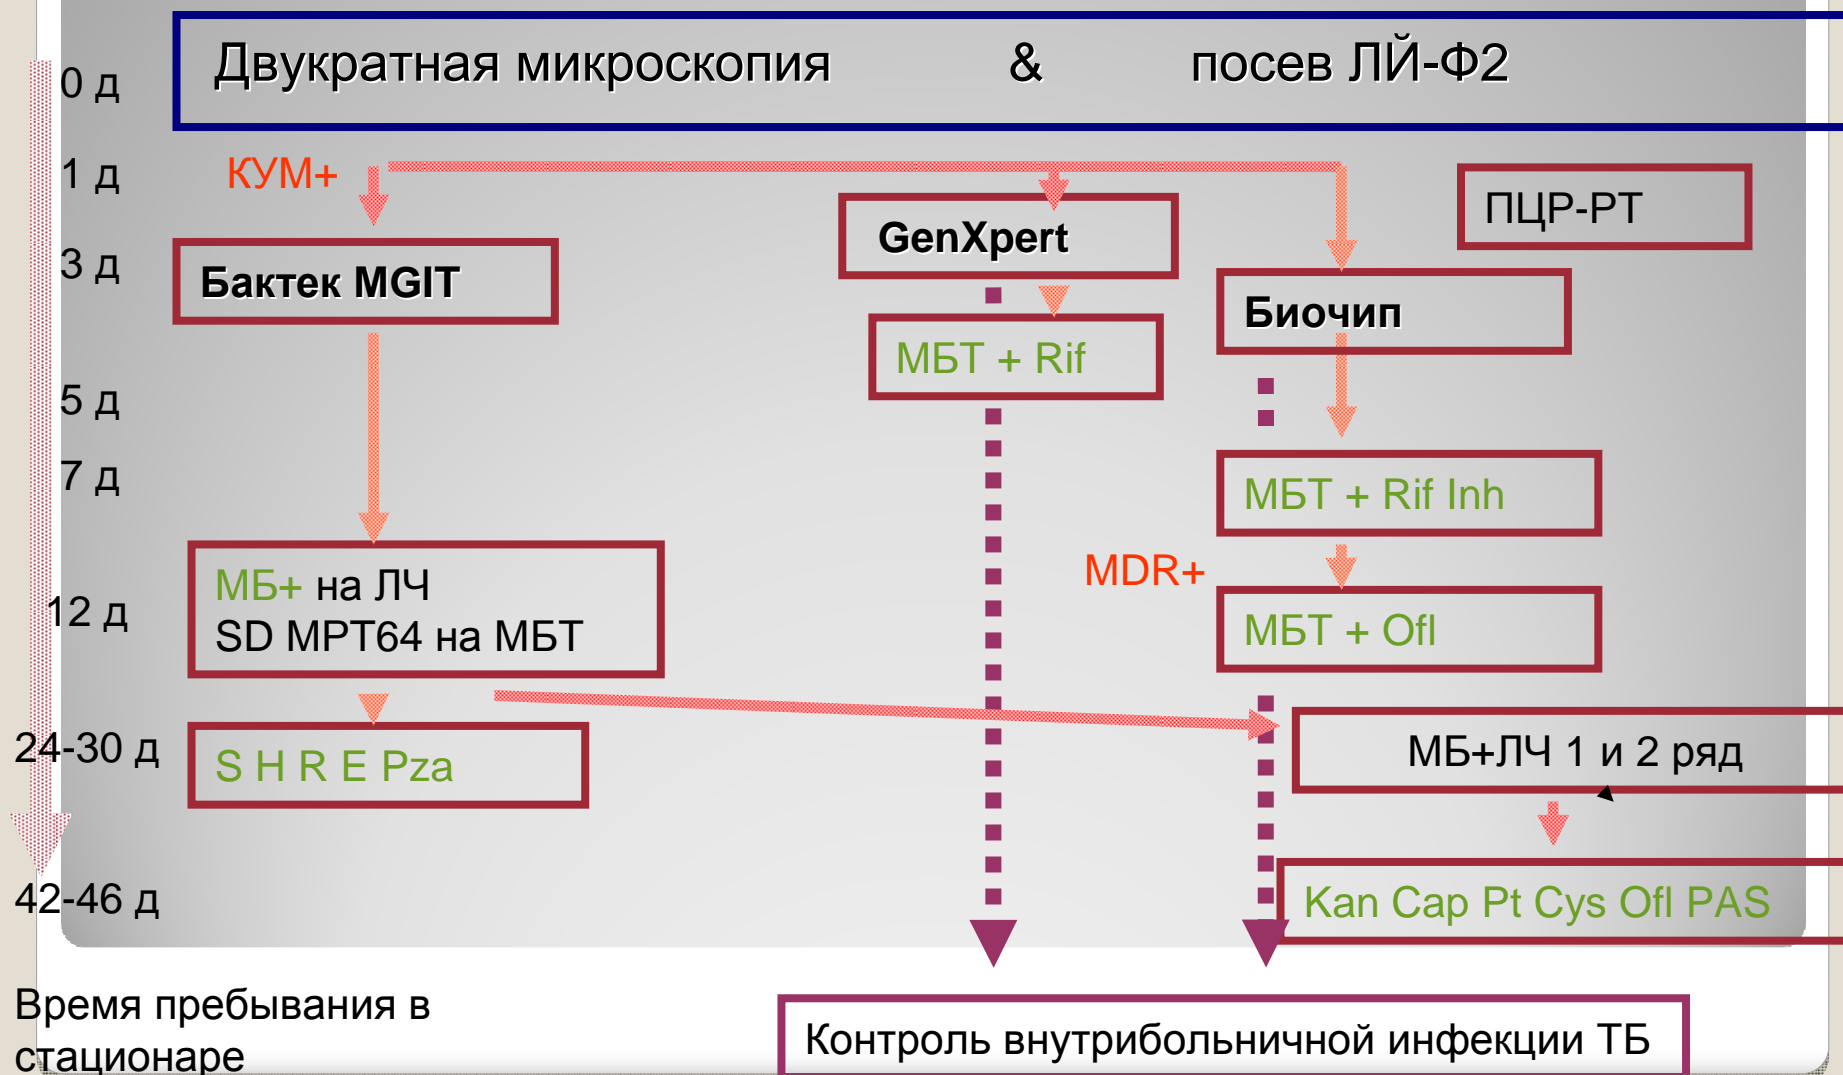 Двукратная микроскопия & посев ЛЙ-Ф2
0 д
1 д
КУМ+
ПЦР-РТ
GenXpert
3 д
Бактек MGIT
Биочип
МБТ + Rif
5 д
7 д
МБТ + Rif Inh
MDR+
МБ+ на ЛЧ
12 д
SD MPT64 на МБТ
МБТ + Ofl
24-30 д
S H R E Pza
МБ+ЛЧ 1 и 2 ряд
42-46 д
Kan Cap Pt Cys Ofl PAS
Время пребывания в
стационаре
Контроль внутрибольничной инфекции ТБ